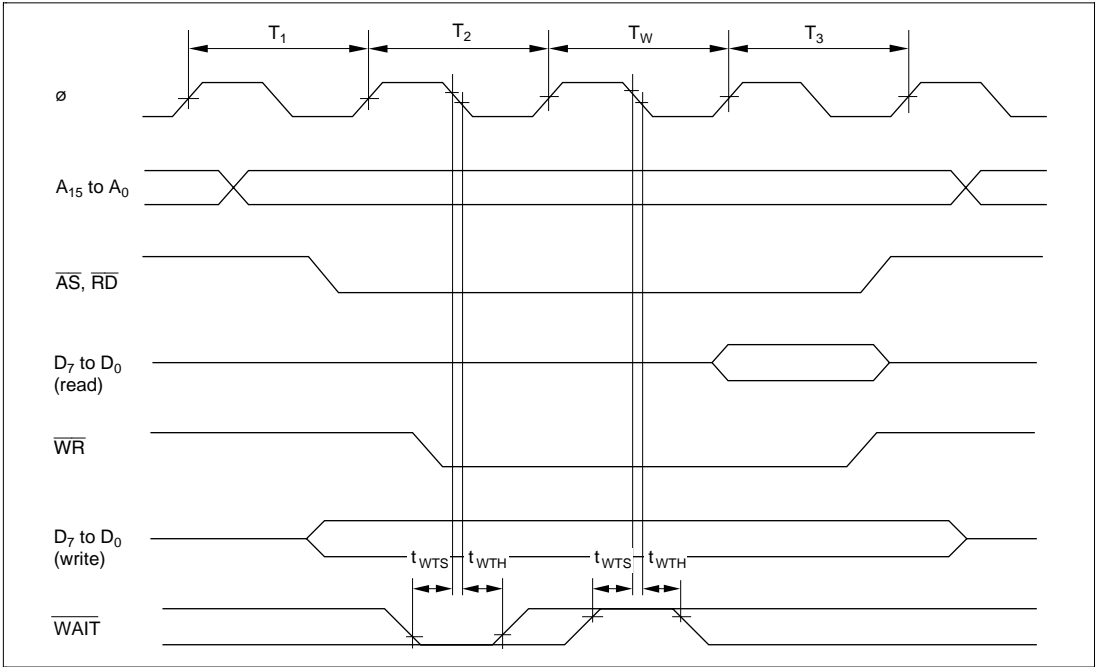 T1 T2 TW T3
ø
A15 to A0
AS, RD
D7 to D0
(read)
WR
D7 to D0
(write)
tWTS tWTH tWTS tWTH
WAIT